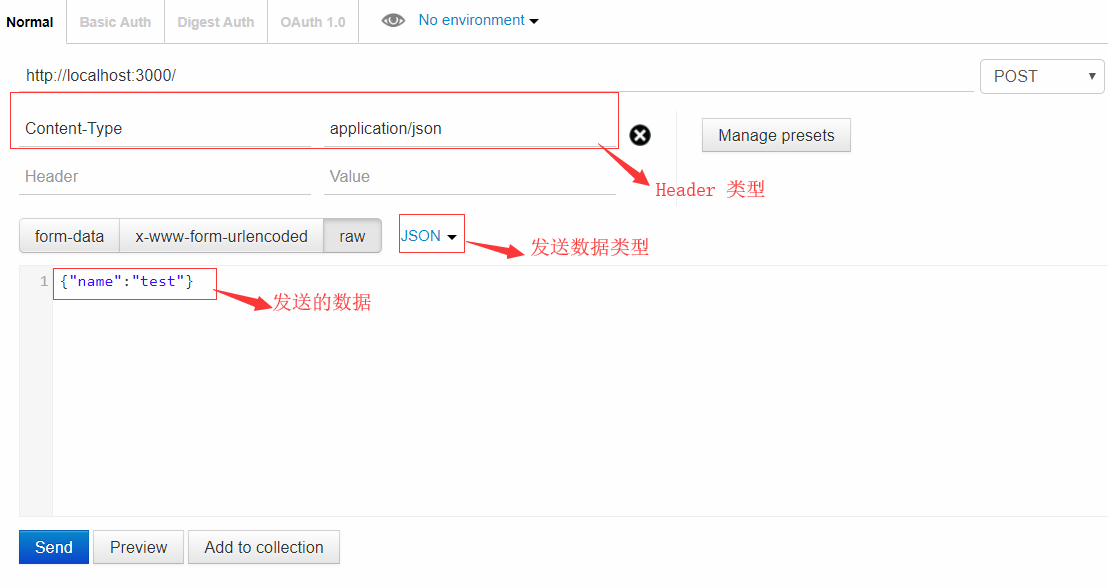 Normal Basic Auth Digest Auth OAuth 1.0 No environment
http://localhost:3000/ POST
Content-Type application/json
Manage presets
Header Value
Header 类型
form-data x-www-form-urlencoded raw JSON
发送数据类型
1 {"name":"test"}
发送的数据
Send Preview Add to collection